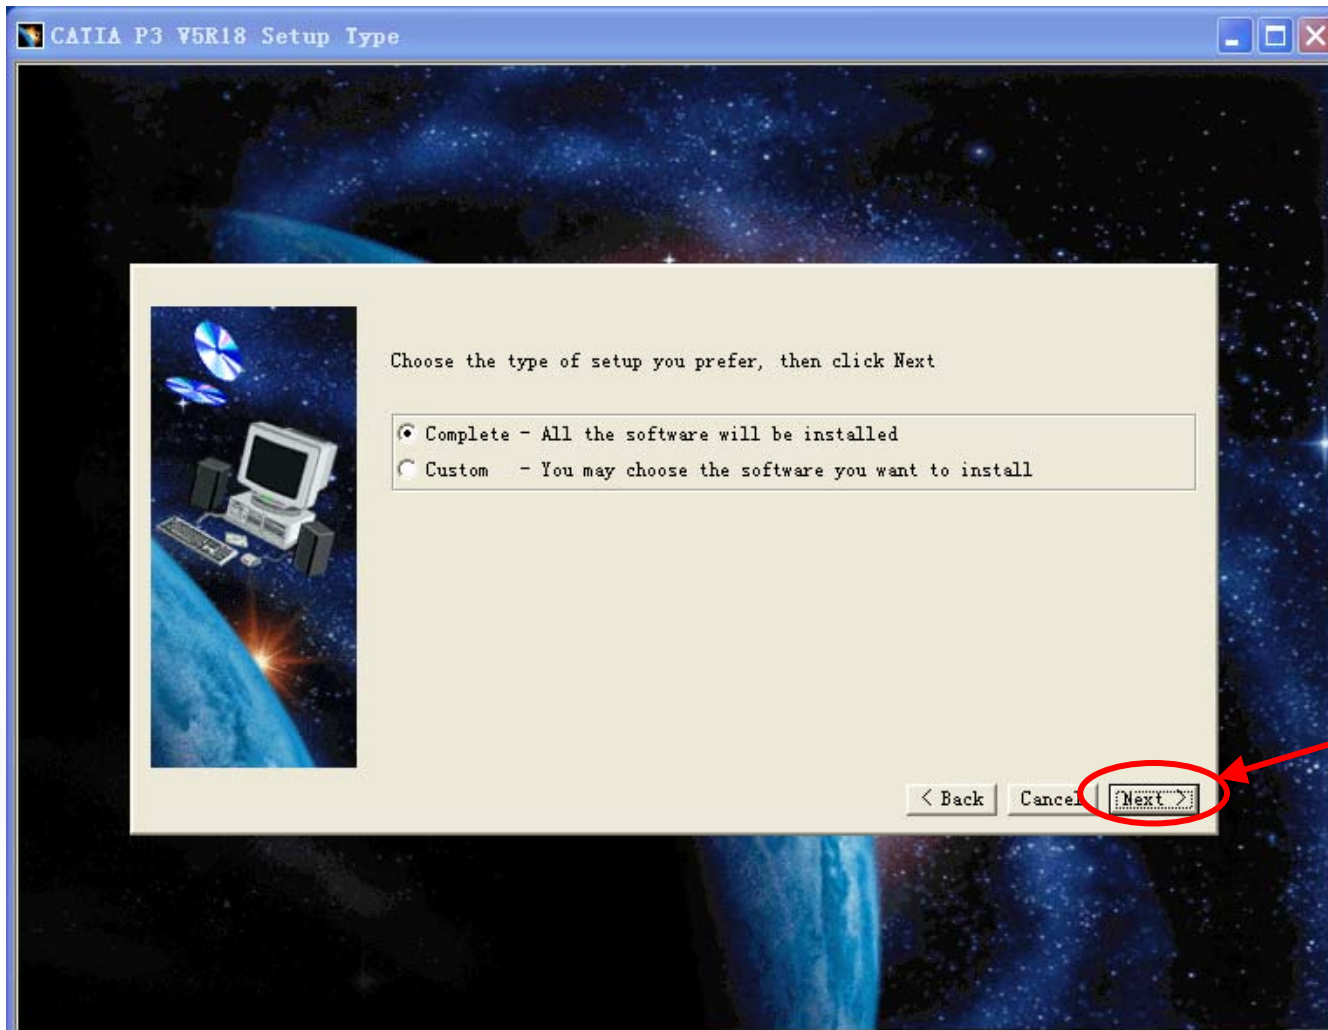 CATIA P3 V5R18 Setup Type
Choose the type of setup you prefer, then click Next
Complete - All the software will be installed
Custom - You may choose the software you want to install
< Back Cancel Next >